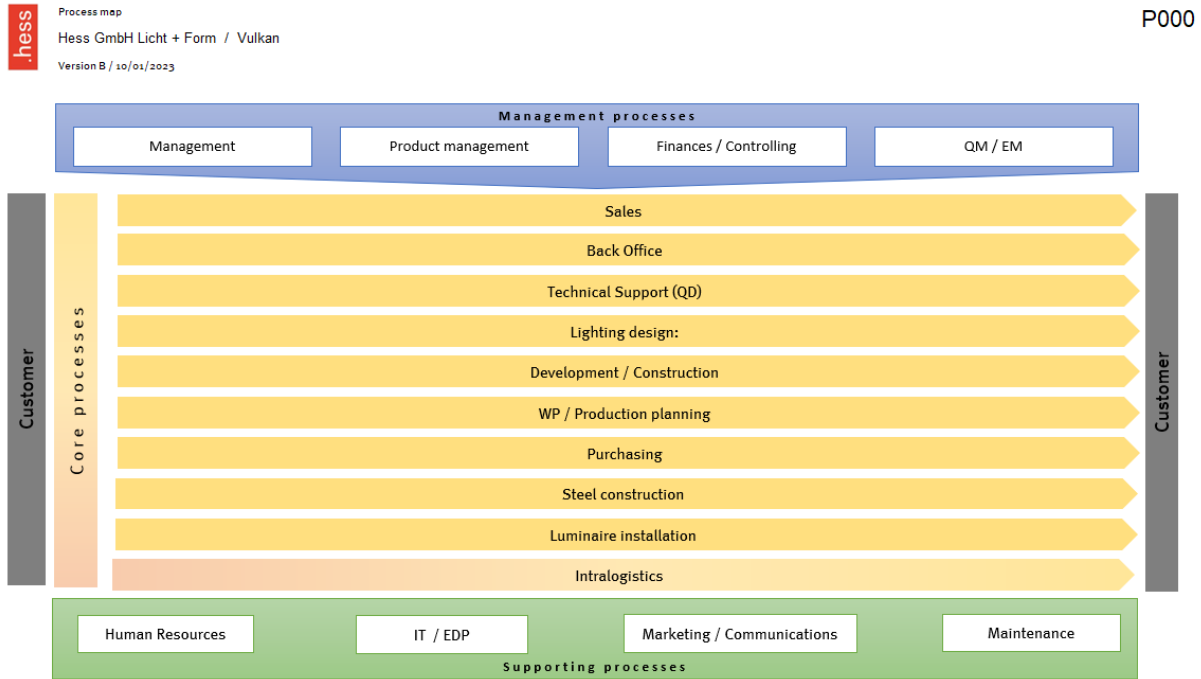 .hess
Process map
Hess GmbH Licht + Form / Vulkan
Version B / 10/01/2023
P000
Management processes
Management
Product management
Finances / Controlling
QM / EM
Customer
Core processes
Sales
Back Office
Technical Support (QD)
Lighting design:
Development / Construction
WP / Production planning
Purchasing
Steel construction
Luminaire installation
Intralogistics
Customer
Human Resources
IT / EDP
Marketing / Communications
Maintenance
Supporting processes